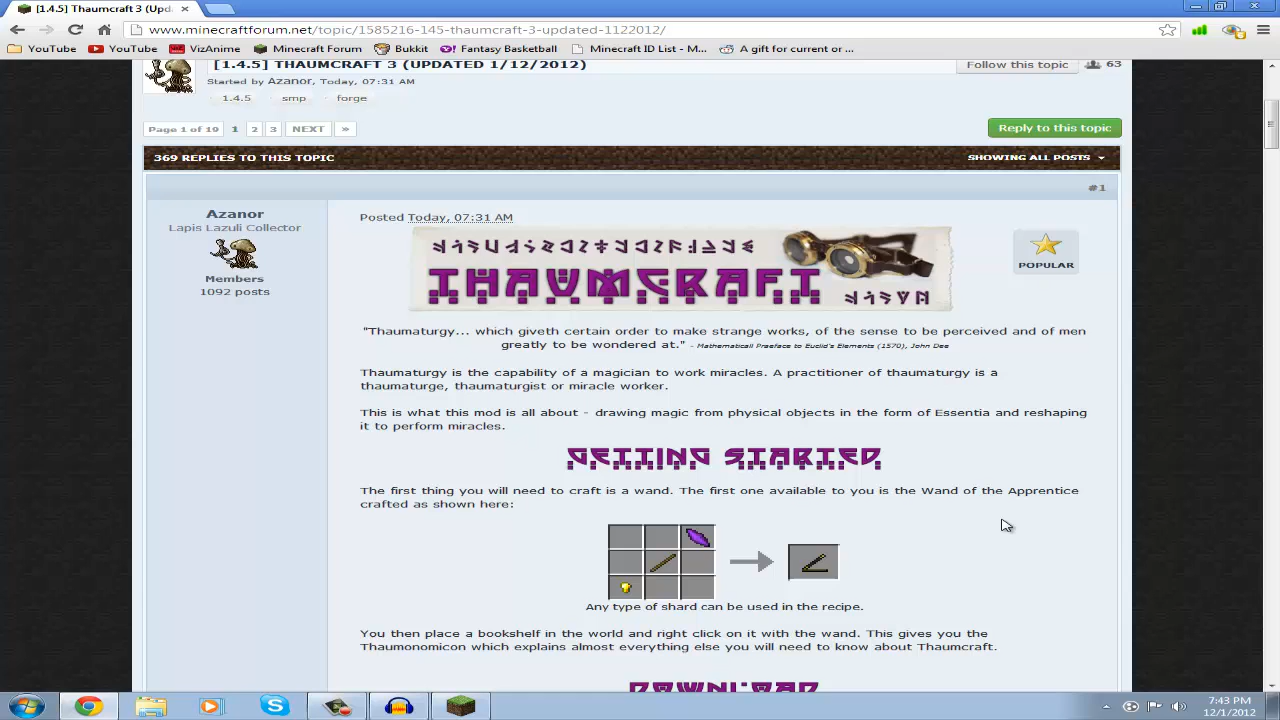 [1.4.5] Thaumcraft 3 (Upd
www.minecraftforum.net/topic/1585216-145-thaumcraft-3-updated-1122012/
YouTube YouTube VizAnime Minecraft Forum Bukkit Fantasy Basketball Minecraft ID List - M... A gift for current or ...
[1.4.5] THAUMCRAFT 3 (UPDATED 1/12/2012)
Follow this topic 63
Started by Azanor, Today, 07:31 AM
1.4.5 smp forge
Page 1 of 19 1 2 3 NEXT »
Reply to this topic
369 REPLIES TO THIS TOPIC
SHOWING ALL POSTS
#1
Azanor
Lapis Lazuli Collector
Members
1092 posts
Posted Today, 07:31 AM
THAUMCRAFT
POPULAR
"Thaumaturgy... which giveth certain order to make strange works, of the sense to be perceived and of men
greatly to be wondered at." - Mathematicall Praeface to Euclid's Elements (1570), John Dee
Thaumaturgy is the capability of a magician to work miracles. A practitioner of thaumaturgy is a
thaumaturge, thaumaturgist or miracle worker.
This is what this mod is all about - drawing magic from physical objects in the form of Essentia and reshaping
it to perform miracles.
GETTING STARTED
The first thing you will need to craft is a wand. The first one available to you is the Wand of the Apprentice
crafted as shown here:
Any type of shard can be used in the recipe.
You then place a bookshelf in the world and right click on it with the wand. This gives you the
Thaumonomicon which explains almost everything else you will need to know about Thaumcraft.
DOWNLOAD
7:43 PM
12/1/2012